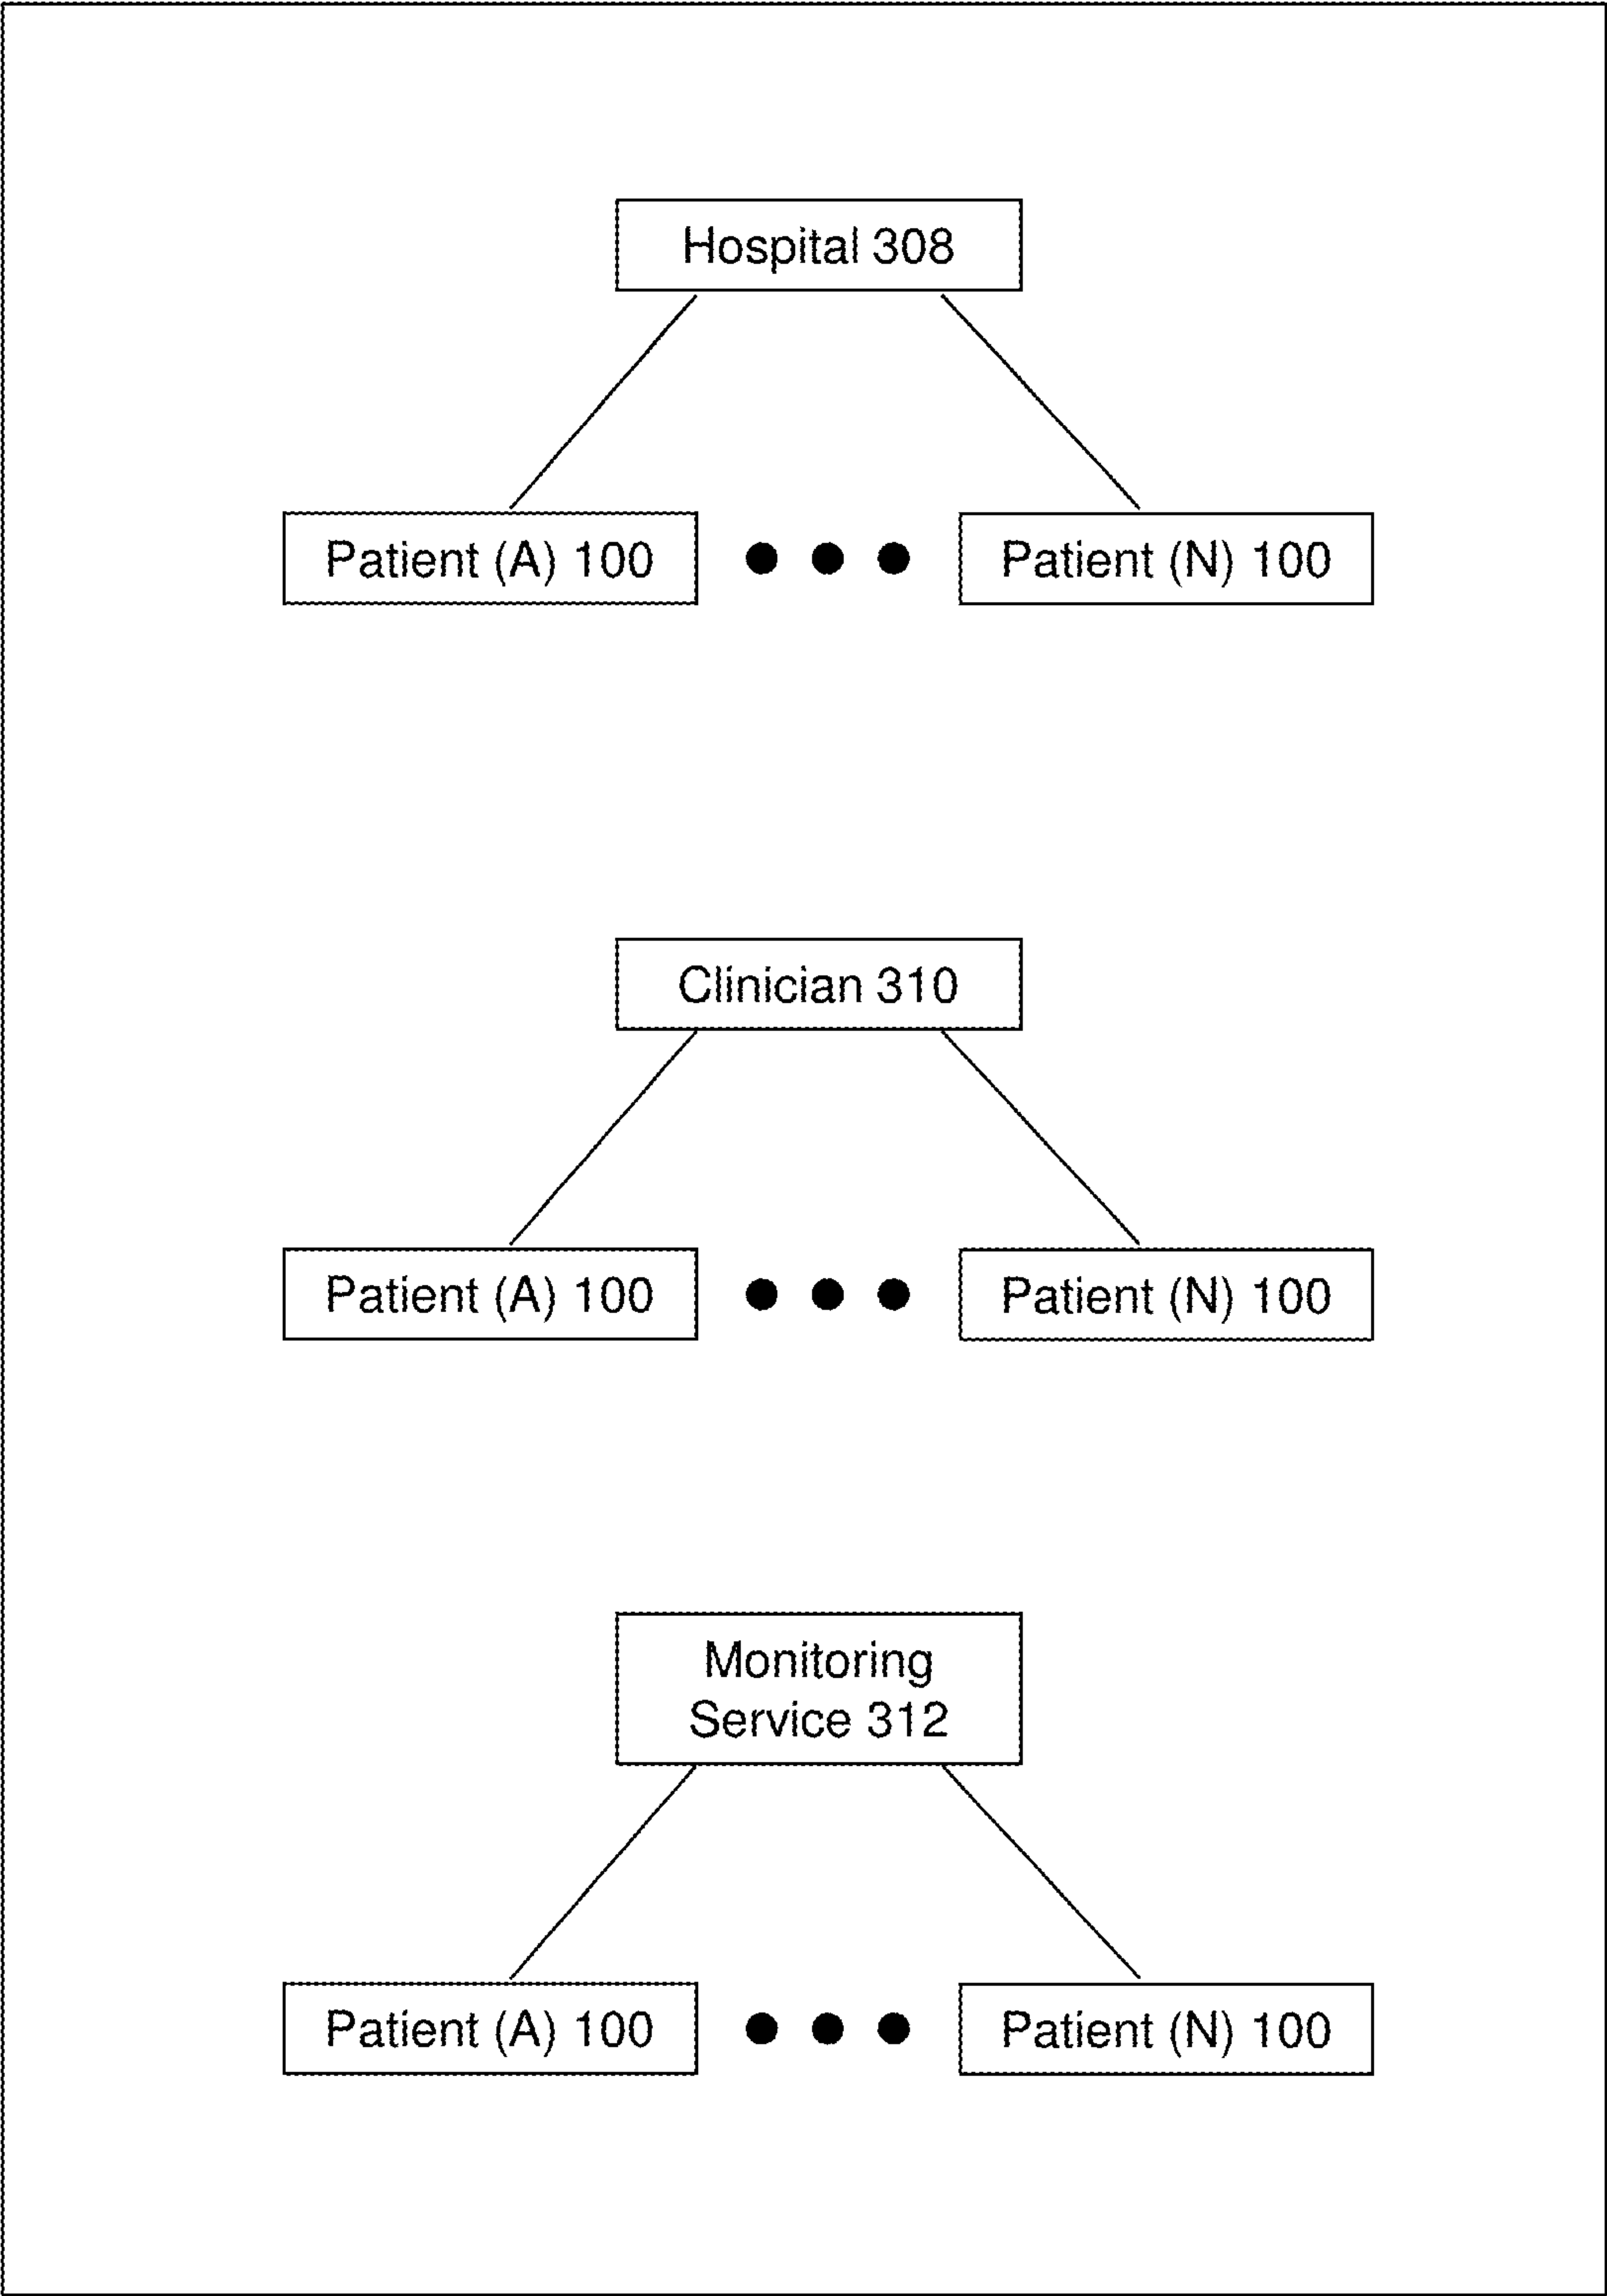 Hospital 308
Patient (A) 100
Patient (N) 100
Clinician 310
Patient (A) 100
Patient (N) 100
Monitoring
Service 312
Patient (A) 100
Patient (N) 100